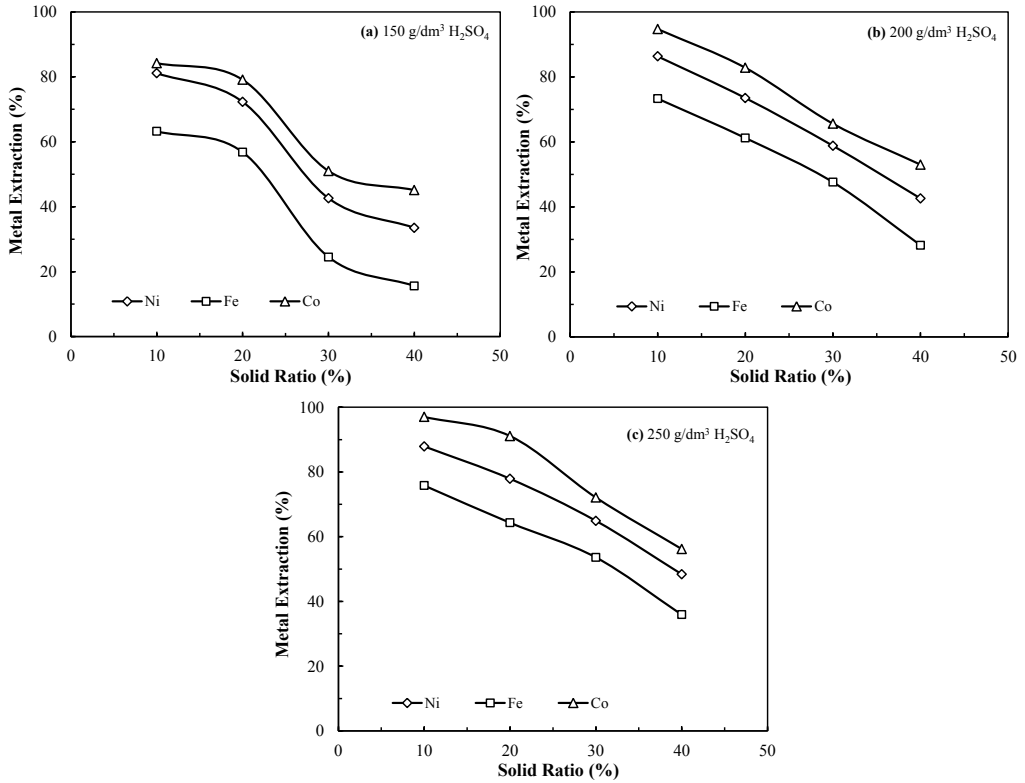 (a) 150 g/dm³ H₂SO₄
Metal Extraction (%)
100
80
60
40
20
0
Ni Fe Co
0 10 20 30 40 50
Solid Ratio (%)
(b) 200 g/dm³ H₂SO₄
Metal Extraction (%)
100
80
60
40
20
0
Ni Fe Co
0 10 20 30 40 50
Solid Ratio (%)
(c) 250 g/dm³ H₂SO₄
Metal Extraction (%)
100
80
60
40
20
0
Ni Fe Co
0 10 20 30 40 50
Solid Ratio (%)